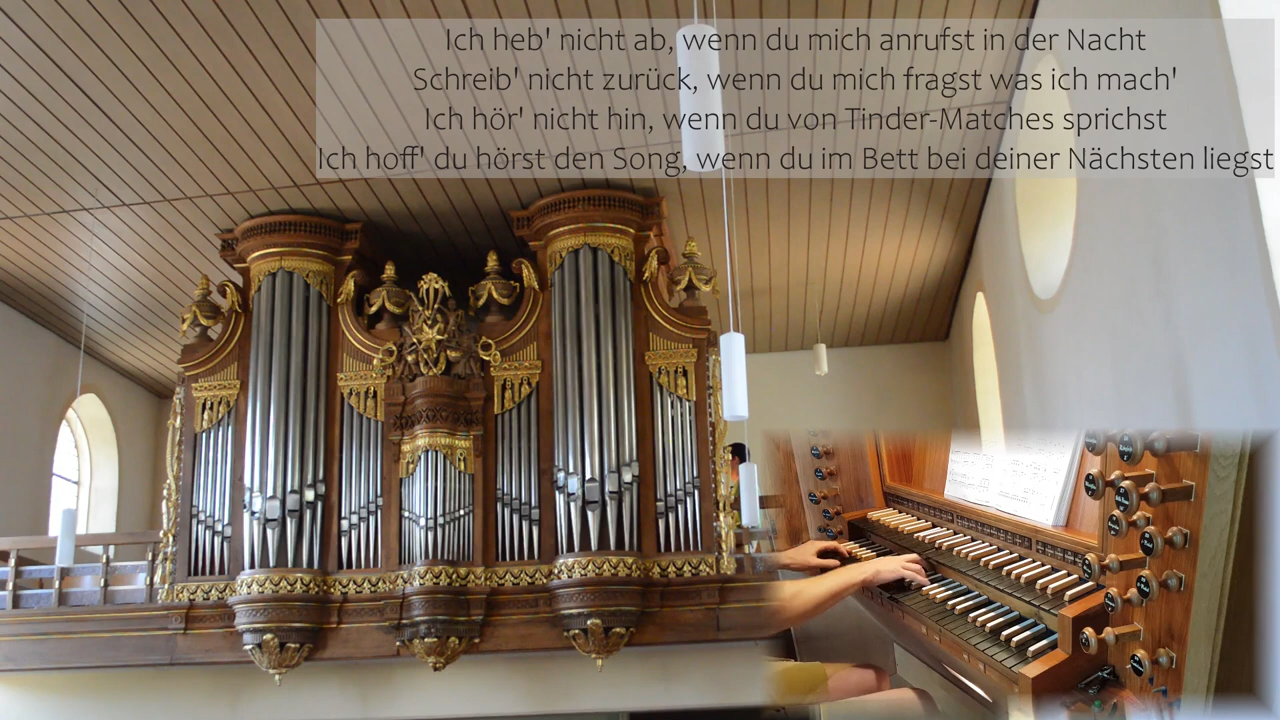 Ich heb' nicht ab, wenn du mich anrufst in der Nacht
Schreib' nicht zurück, wenn du mich fragst was ich mach'
Ich hör' nicht hin, wenn du von Tinder-Matches sprichst
Ich hoff' du hörst den Song, wenn du im Bett bei deiner Nächsten liegst